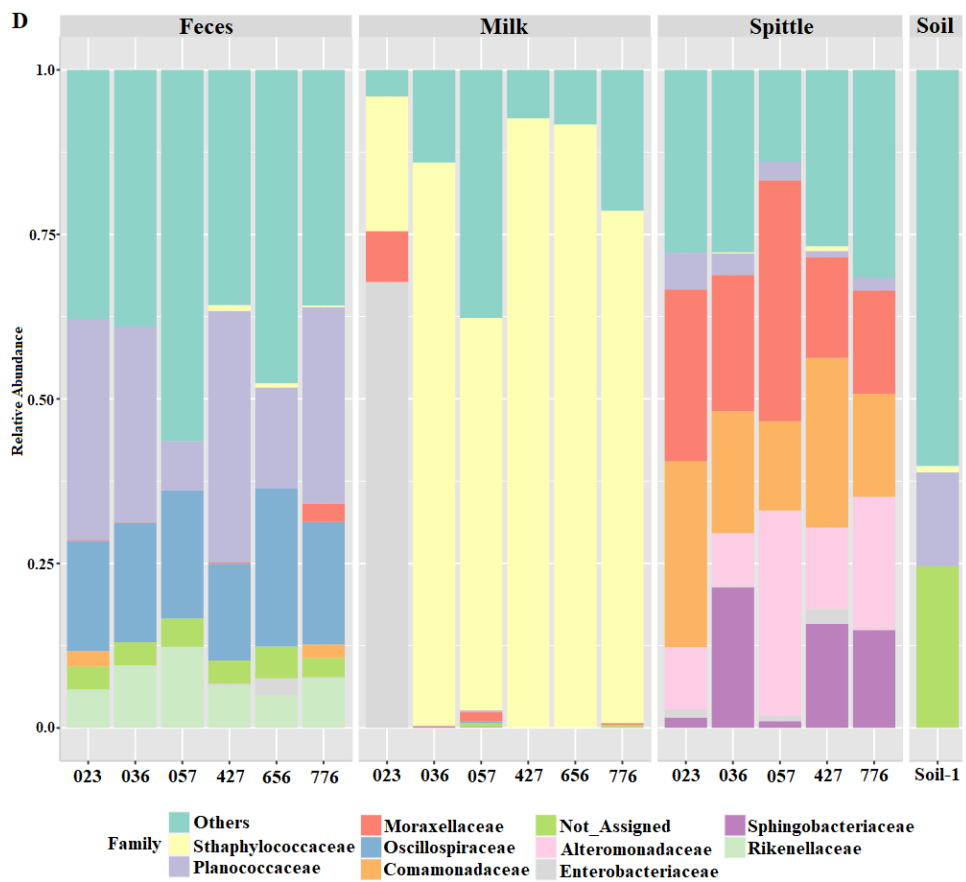 D
Feces Milk Spittle Soil
1.0
0.75
0.50
0.25
0.0
Relative Abundance
023 036 057 427 656 776 023 036 057 427 656 776 023 036 057 427 776 Soil-1
Family
Others Moraxellaceae Not_Assigned Sphingobacteriaceae
Sthaphylococcaceae Oscillospiraceae Alteromonadaceae Rikenellaceae
Planococcaceae Comamonadaceae Enterobacteriaceae